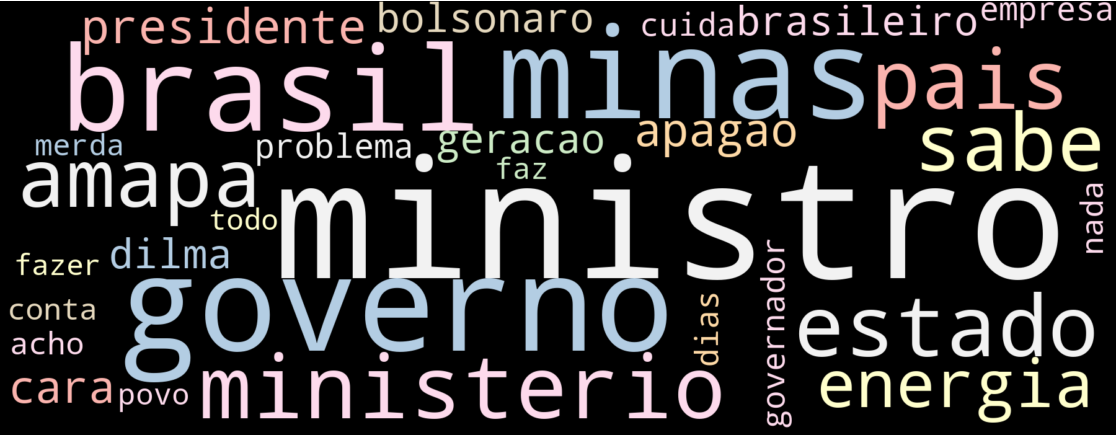 presidente bolsonaro cuida brasileiro empresa
brasil minas pais
merda problema geracao apagao sabe
amapa faz
todo ministro nada
fazer dilma
governo dias governador estado
conta
acho
cara povo ministerio energia